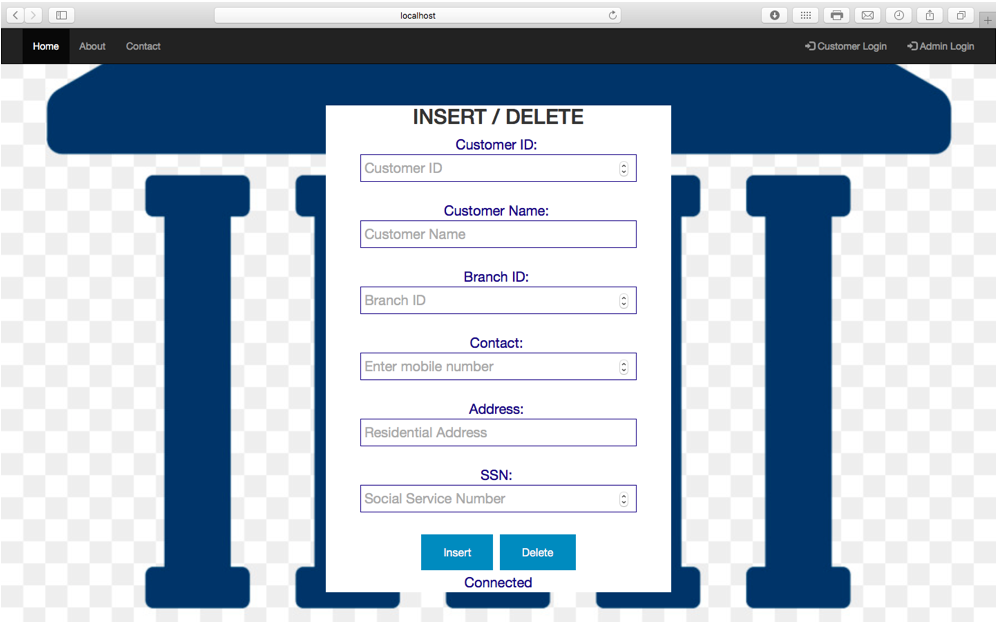 localhost
Home About Contact Customer Login Admin Login
INSERT / DELETE
Customer ID:
Customer ID
Customer Name:
Customer Name
Branch ID:
Branch ID
Contact:
Enter mobile number
Address:
Residential Address
SSN:
Social Service Number
Insert Delete
Connected